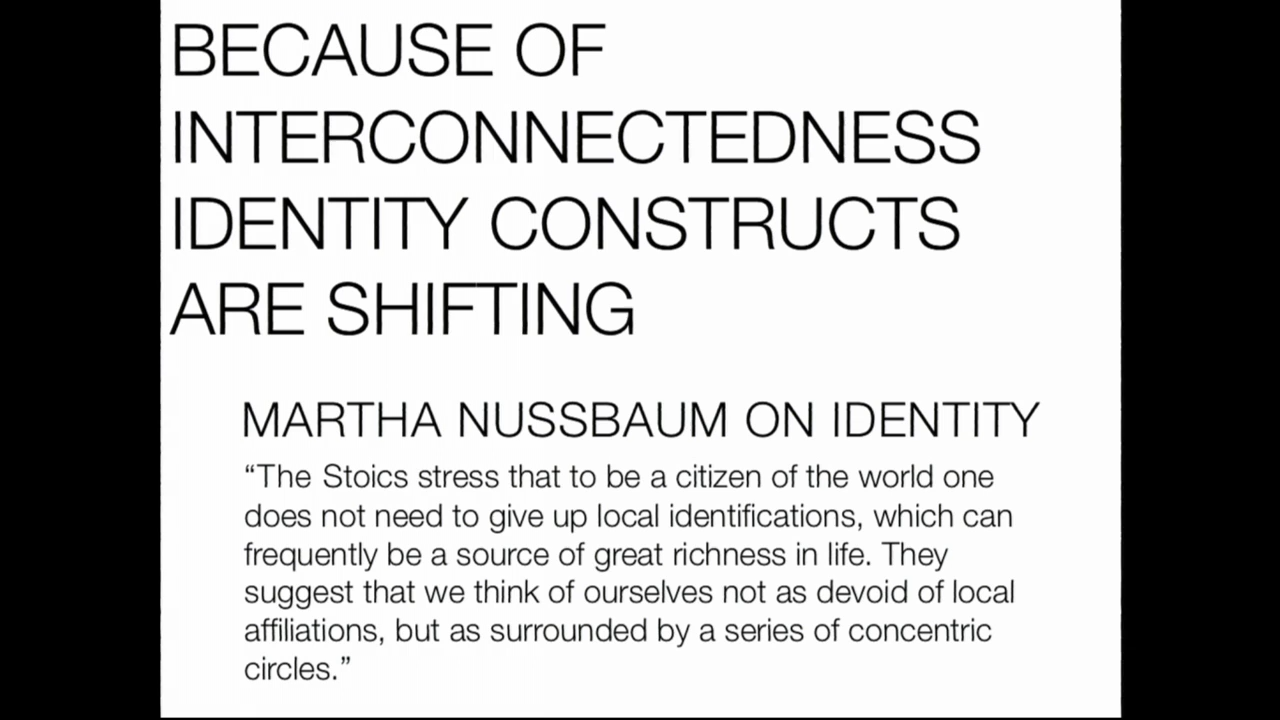 BECAUSE OF
INTERCONNECTEDNESS
IDENTITY CONSTRUCTS
ARE SHIFTING
MARTHA NUSSBAUM ON IDENTITY
“The Stoics stress that to be a citizen of the world one
does not need to give up local identifications, which can
frequently be a source of great richness in life. They
suggest that we think of ourselves not as devoid of local
affiliations, but as surrounded by a series of concentric
circles.”